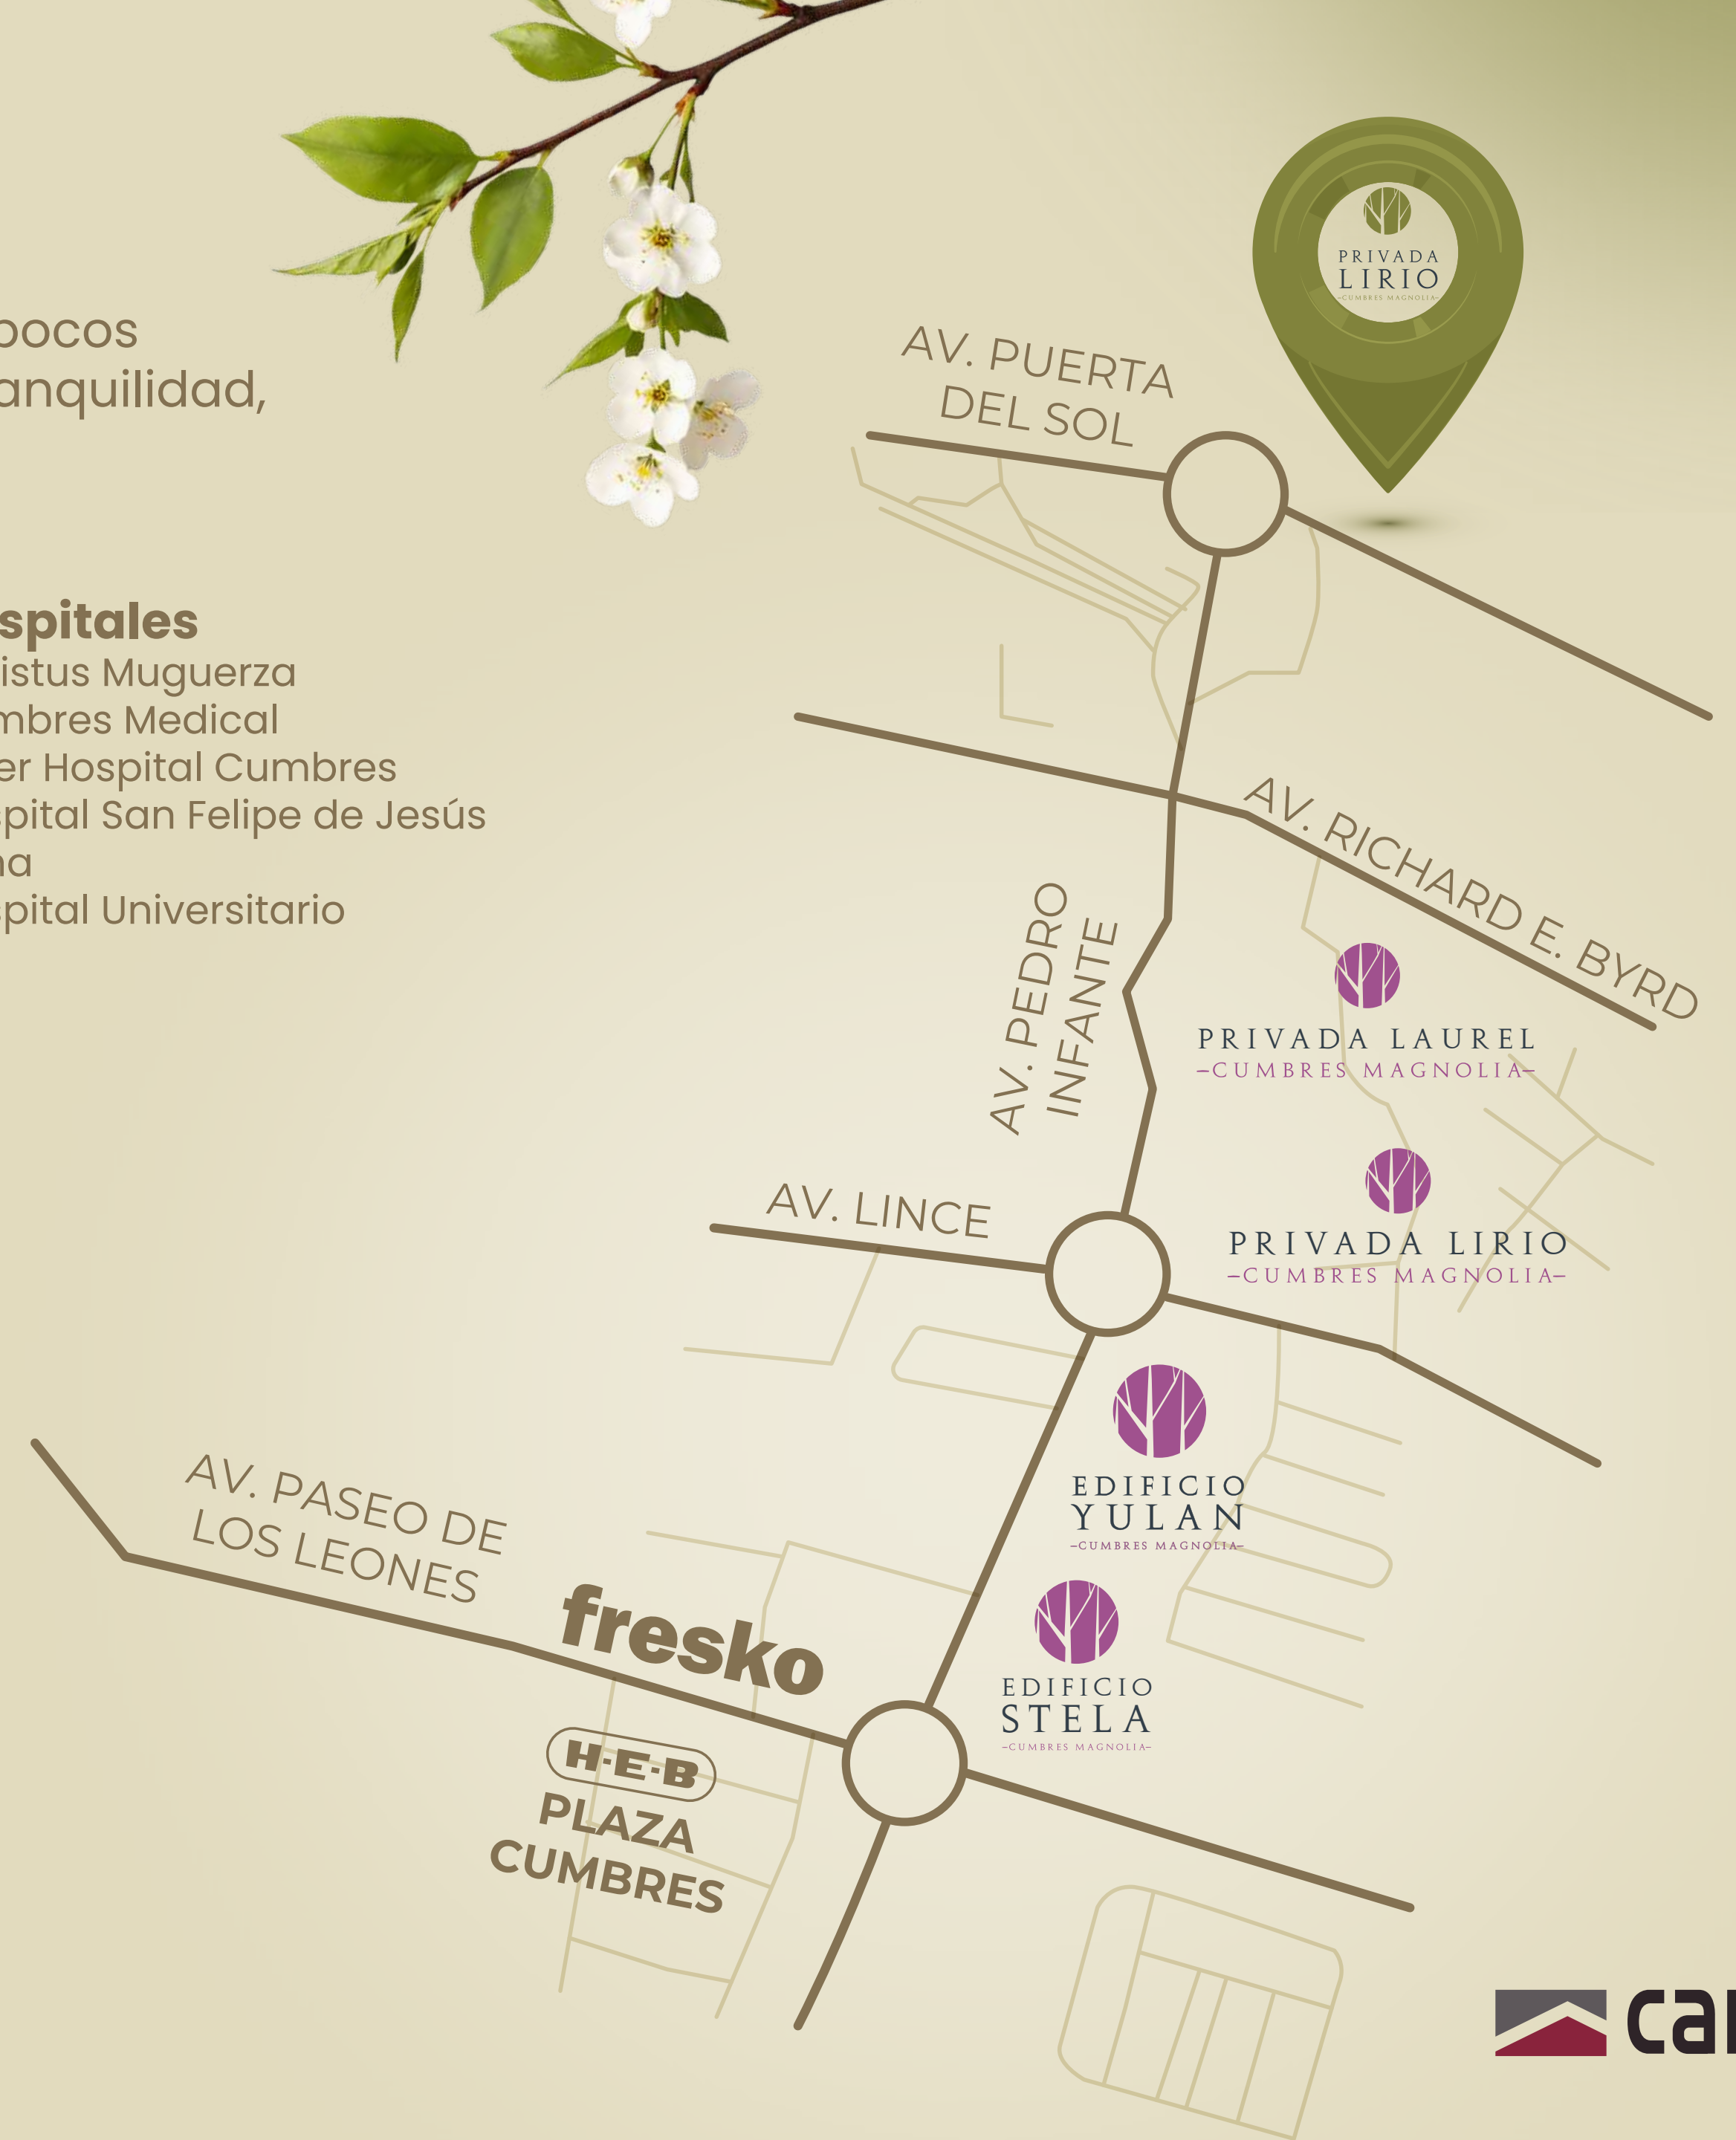 pocos
anquilidad,
spitales
istus Muguerza
mbres Medical
er Hospital Cumbres
spital San Felipe de Jesús
na
spital Universitario
PRIVADA
LIRIO
-CUMBRES MAGNOLIA-
AV. PUERTA
DEL SOL
AV. RICHARD E. BYRD
AV. PEDRO
INFANTE
PRIVADA LAUREL
-CUMBRES MAGNOLIA-
AV. LINCE
PRIVADA LIRIO
-CUMBRES MAGNOLIA-
EDIFICIO
YULAN
-CUMBRES MAGNOLIA-
AV. PASEO DE
LOS LEONES
fresko
EDIFICIO
STELA
-CUMBRES MAGNOLIA-
H-E-B
PLAZA
CUMBRES
ca